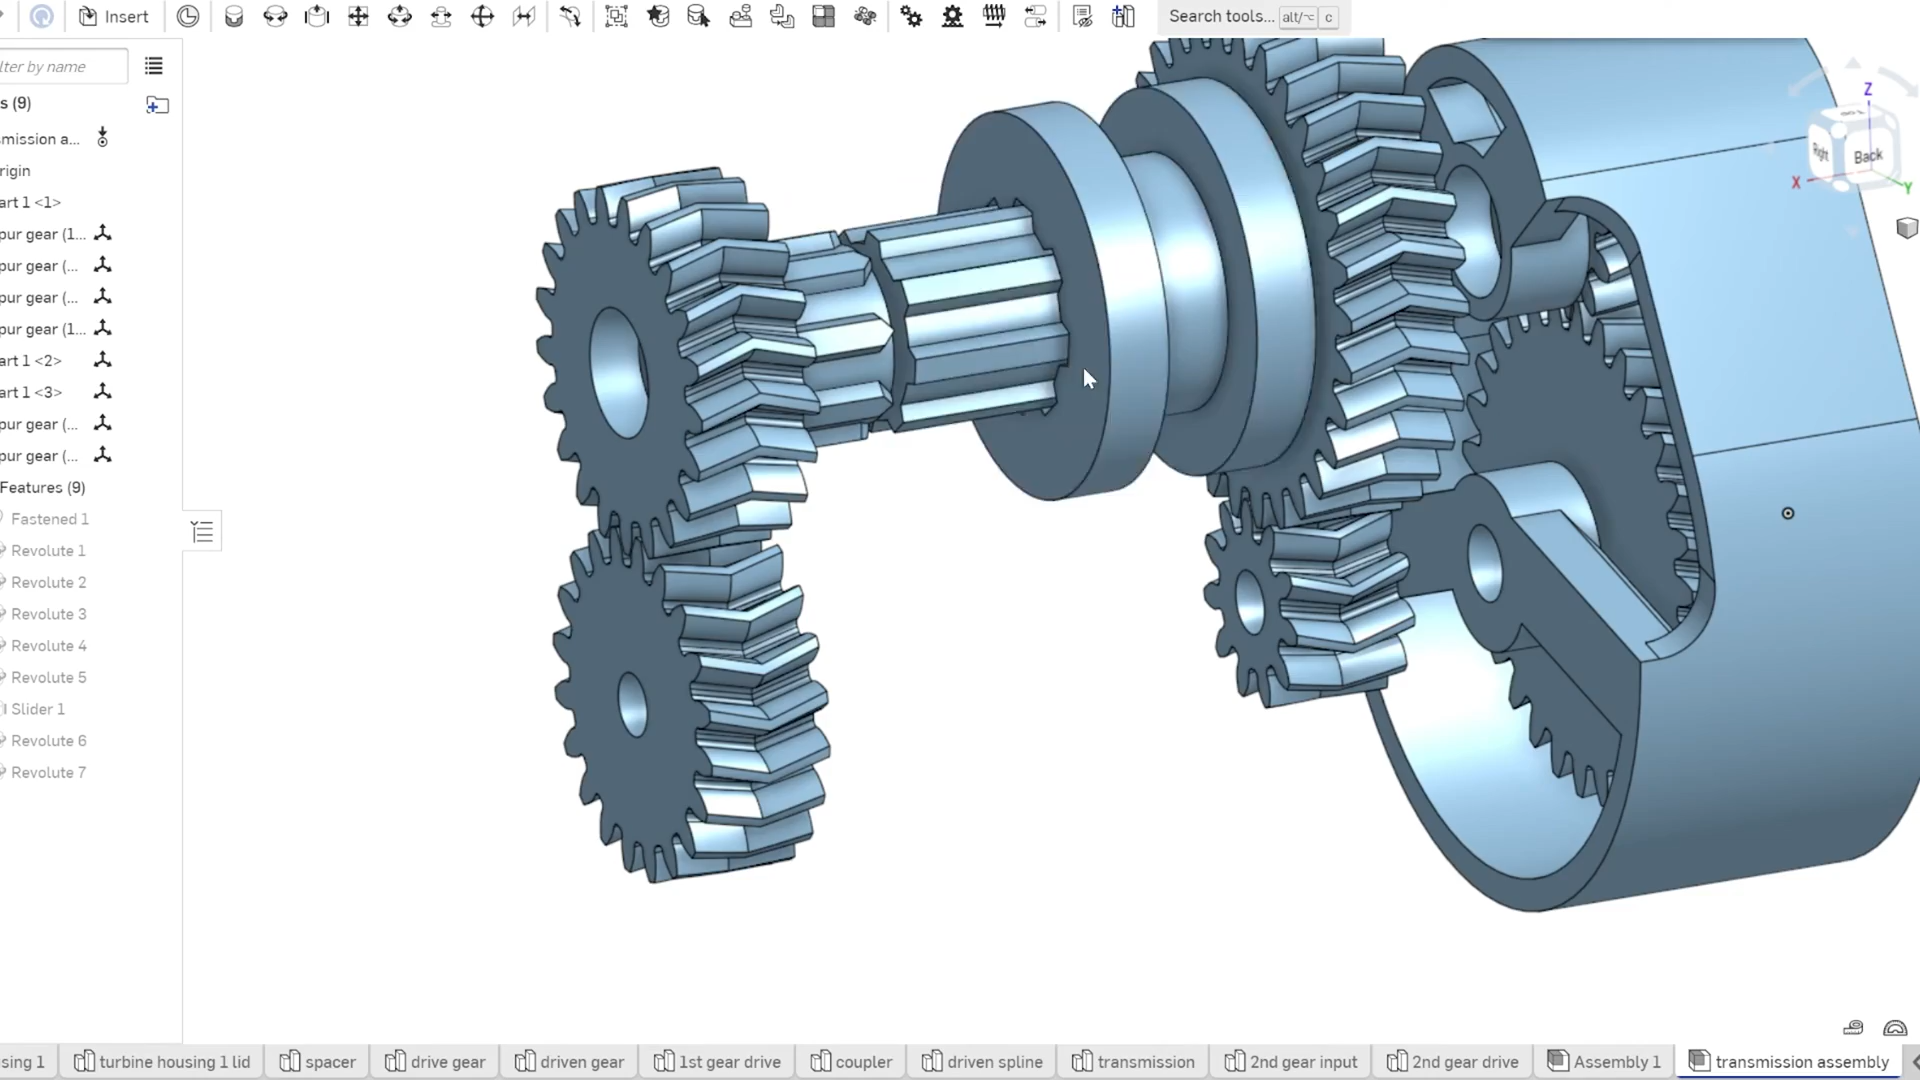 Insert
Search tools... alt/⌥ c
lter by name
s (9)
mission a...
rigin
art 1 <1>
pur gear (1...
pur gear (...
pur gear (...
pur gear (1...
art 1 <2>
art 1 <3>
pur gear (...
pur gear (...
Features (9)
Fastened 1
Revolute 1
Revolute 2
Revolute 3
Revolute 4
Revolute 5
Slider 1
Revolute 6
Revolute 7
Z
Right
Back
X
Y
sing 1
turbine housing 1 lid
spacer
drive gear
driven gear
1st gear drive
coupler
driven spline
transmission
2nd gear input
2nd gear drive
Assembly 1
transmission assembly